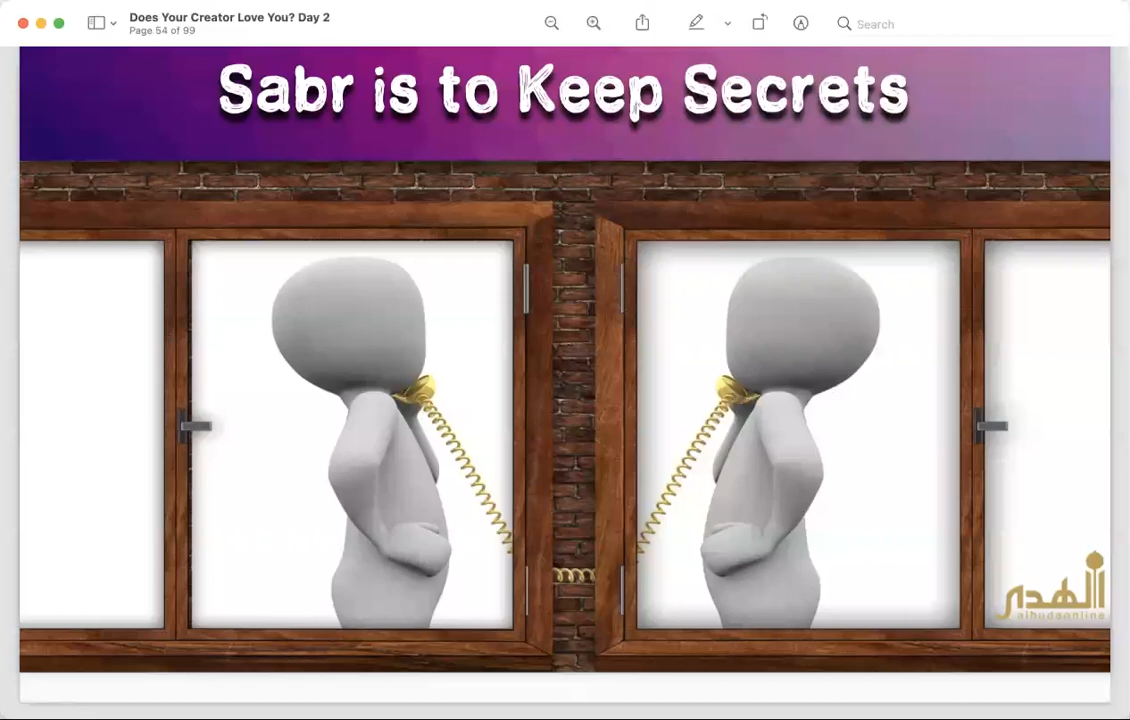 Does Your Creator Love You? Day 2
Page 54 of 99
Search
Sabr is to Keep Secrets
الهدى
alhudaonline